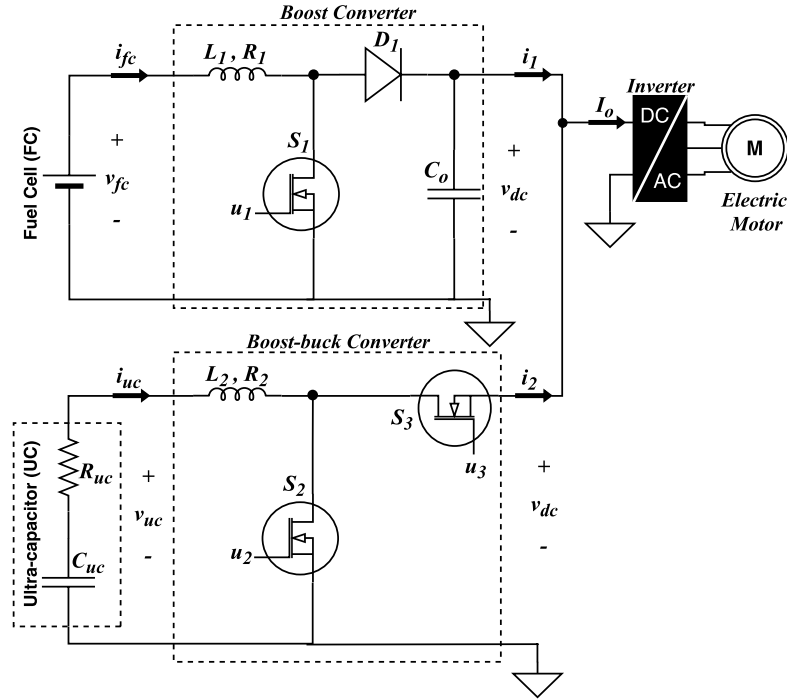 Boost Converter
i_fc
L_1 , R_1
D_1
i_1
Inverter
I_o
DC
AC
M
Electric
Motor
Fuel Cell (FC)
+
v_fc
-
S_1
u_1
C_o
+
v_dc
-
Boost-buck Converter
i_uc
L_2 , R_2
i_2
S_3
u_3
Ultra-capacitor (UC)
R_uc
C_uc
+
v_uc
-
S_2
u_2
+
v_dc
-